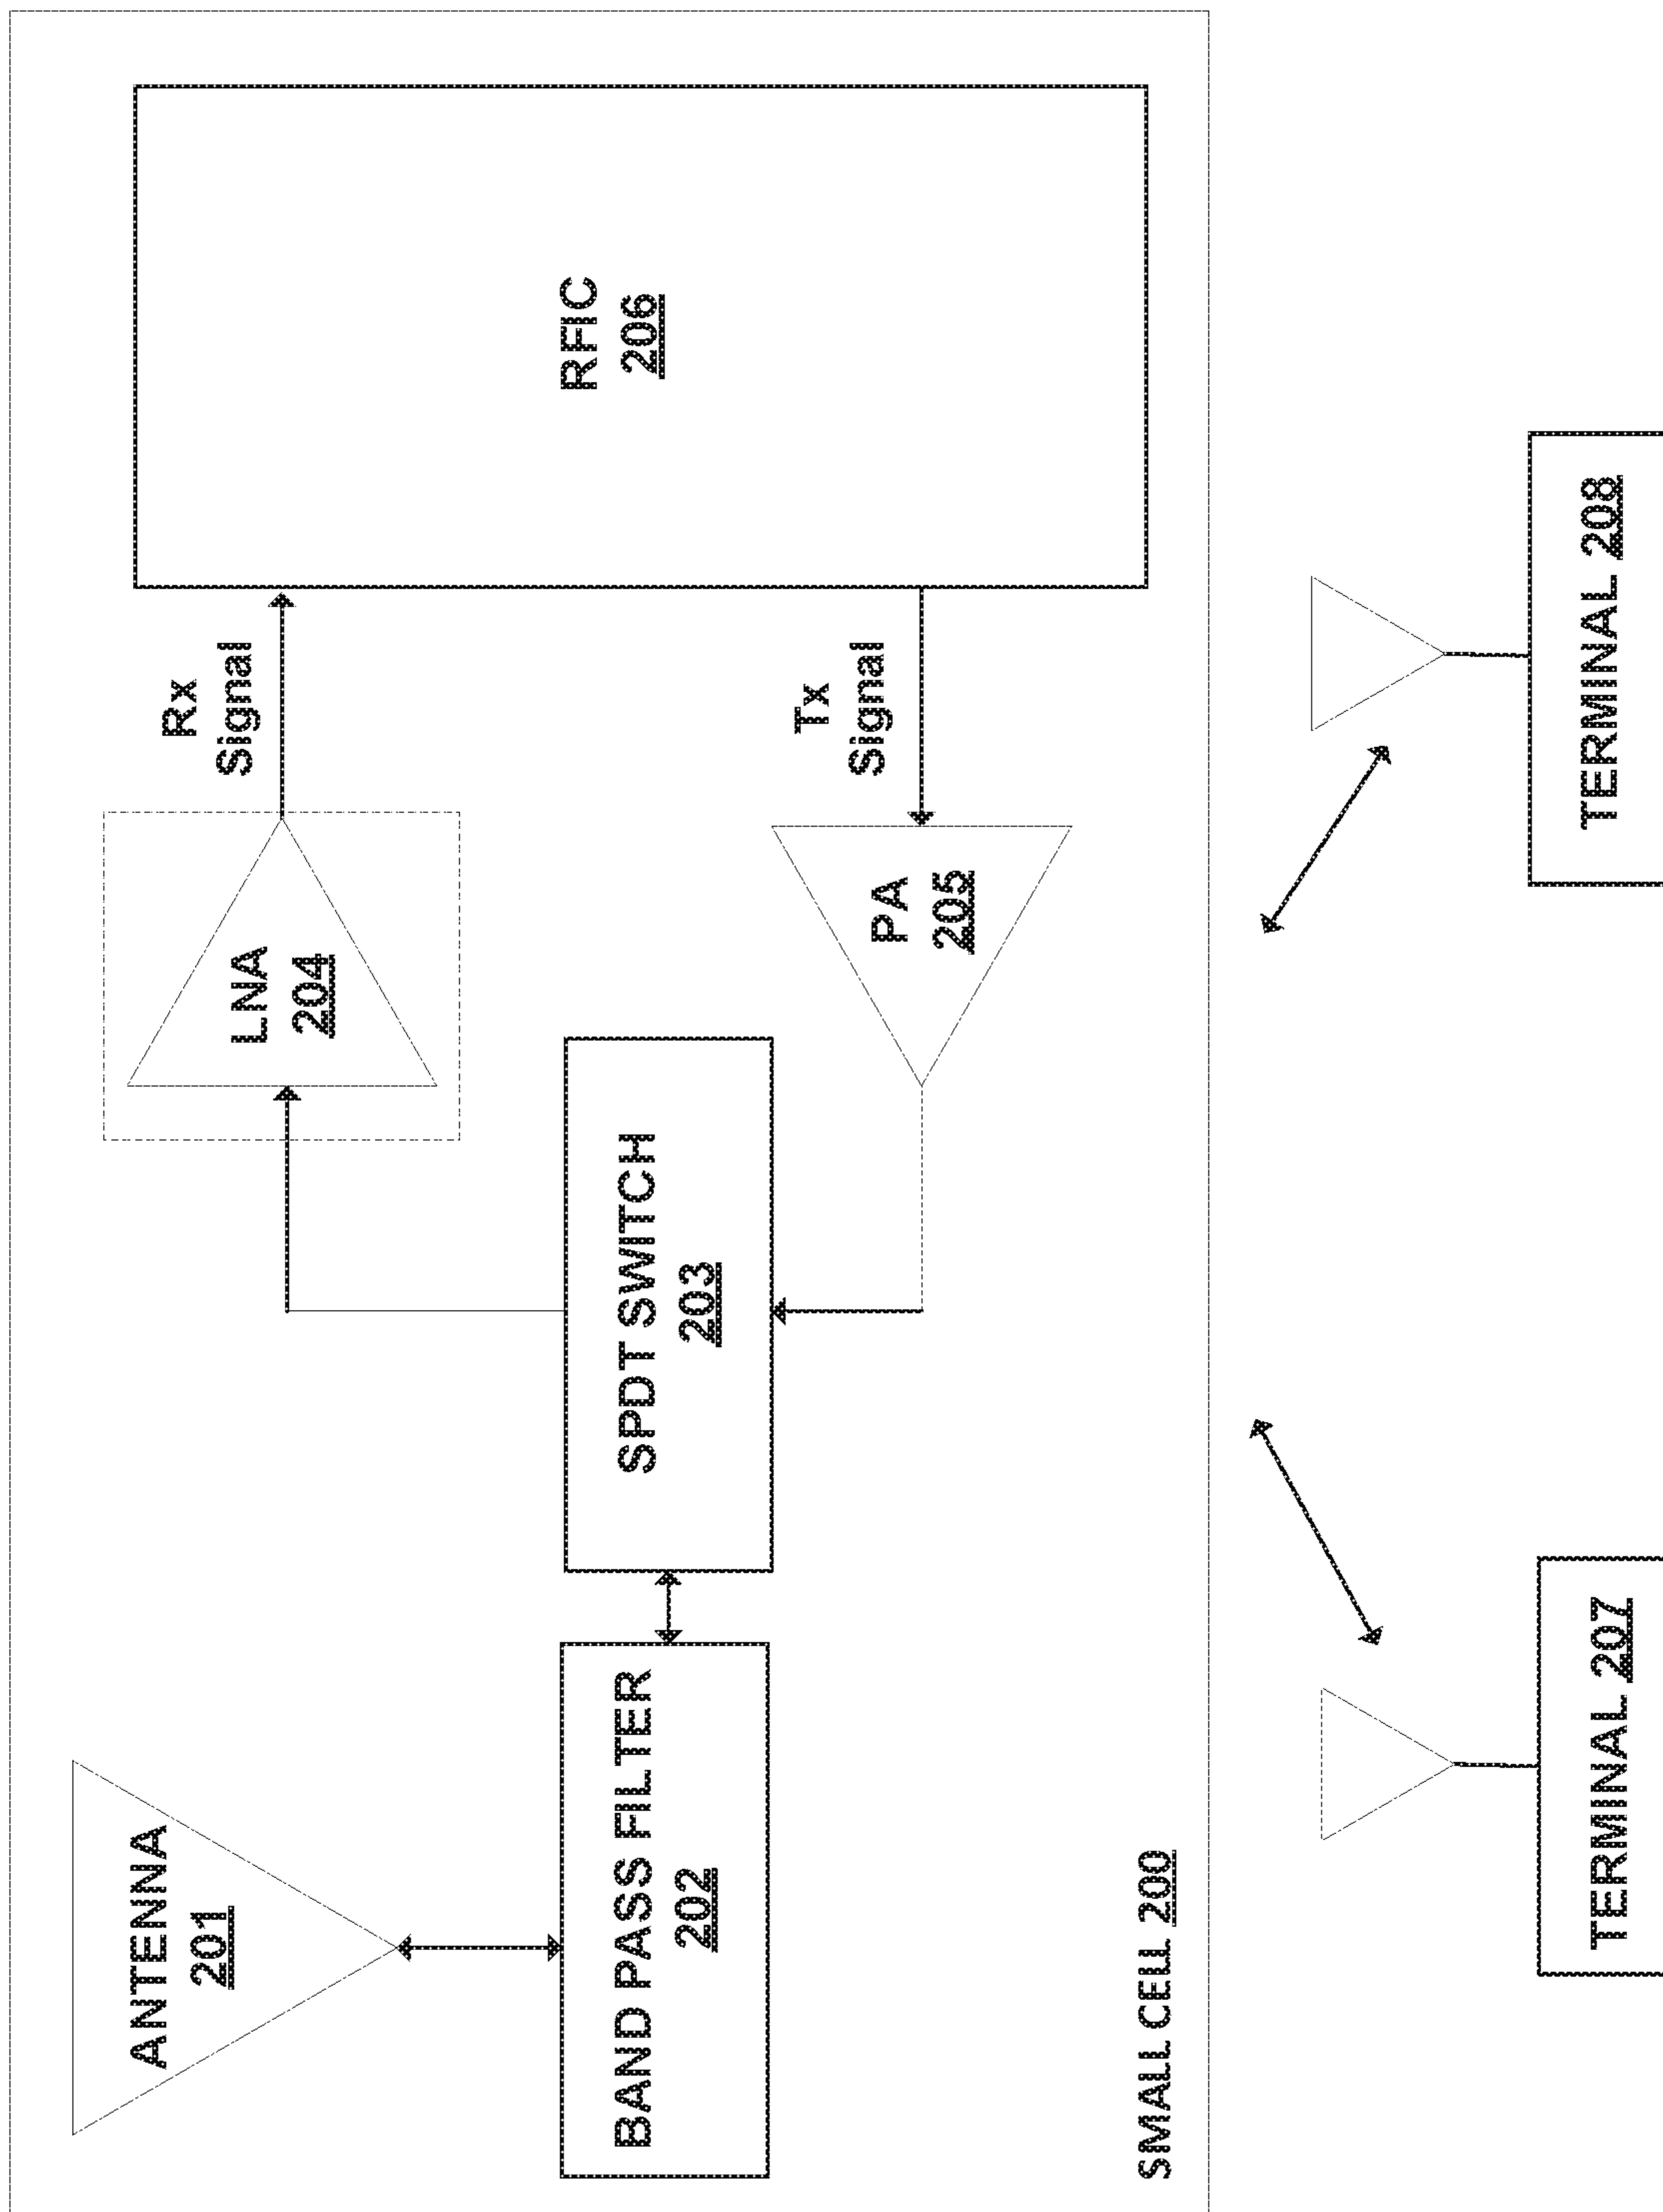 ANTENNA
201
BAND PASS FILTER
202
SPDT SWITCH
203
LNA
204
Rx
Signal
PA
205
Tx
Signal
RFIC
206
SMALL CELL 200
TERMINAL 207
TERMINAL 208